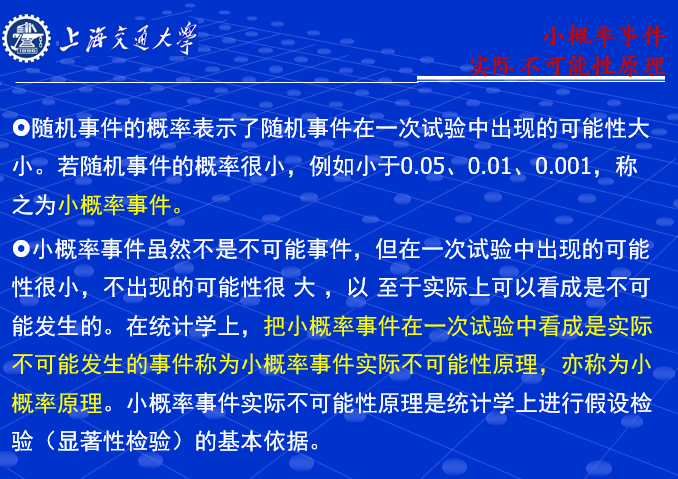 上海交通大学
小概率事件
实际不可能性原理
随机事件的概率表示了随机事件在一次试验中出现的可能性大
小。若随机事件的概率很小，例如小于0.05、0.01、0.001，称
之为小概率事件。
小概率事件虽然不是不可能事件，但在一次试验中出现的可能
性很小，不出现的可能性很 大 ，以 至于实际上可以看成是不可
能发生的。在统计学上，把小概率事件在一次试验中看成是实际
不可能发生的事件称为小概率事件实际不可能性原理，亦称为小
概率原理。小概率事件实际不可能性原理是统计学上进行假设检
验（显著性检验）的基本依据。